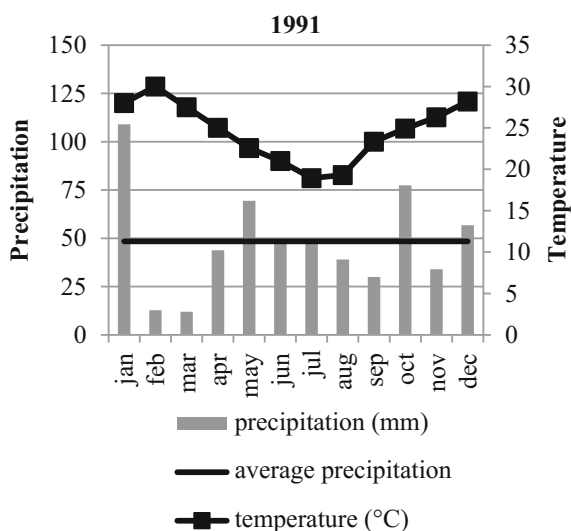 1991
150
125
100
75
50
25
0
Precipitation
35
30
25
20
15
10
5
0
Temperature
jan
feb
mar
apr
may
jun
jul
aug
sep
oct
nov
dec
precipitation (mm)
average precipitation
temperature (°C)